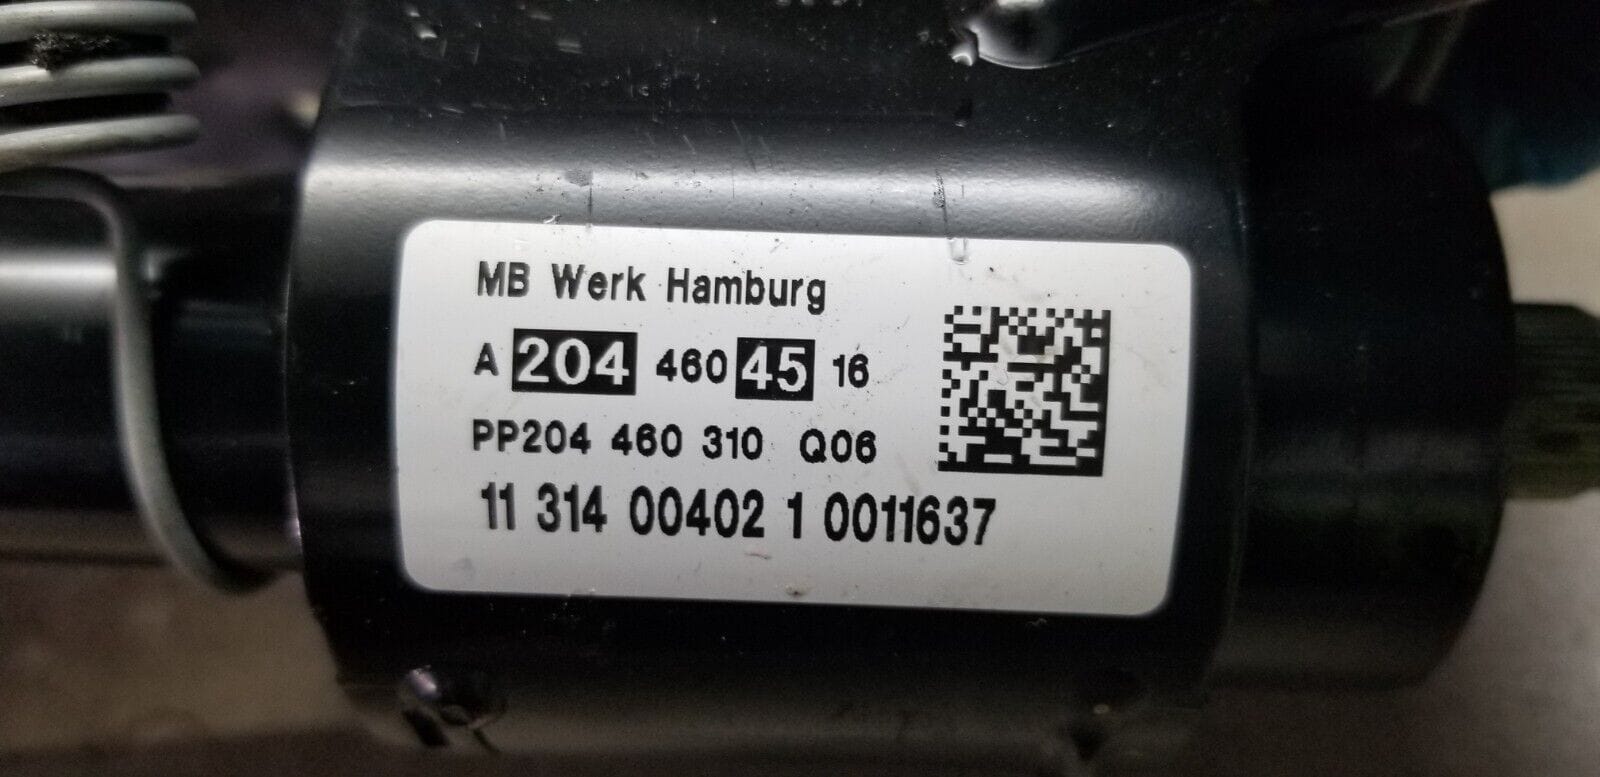 MB Werk Hamburg
A 204 460 45 16
PP204 460 310 Q06
11 314 00402 1 0011637